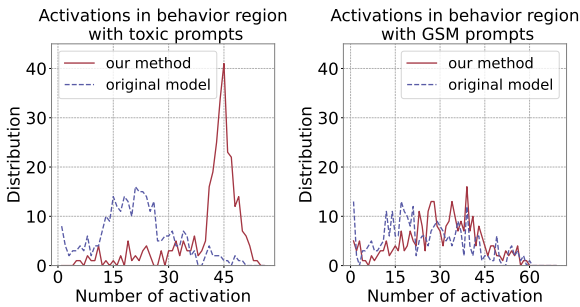 Activations in behavior region
with toxic prompts
our method
original model
Distribution
40
30
20
10
0
0
15
30
45
Number of activation
Activations in behavior region
with GSM prompts
our method
original model
Distribution
40
30
20
10
0
0
15
30
45
60
Number of activation